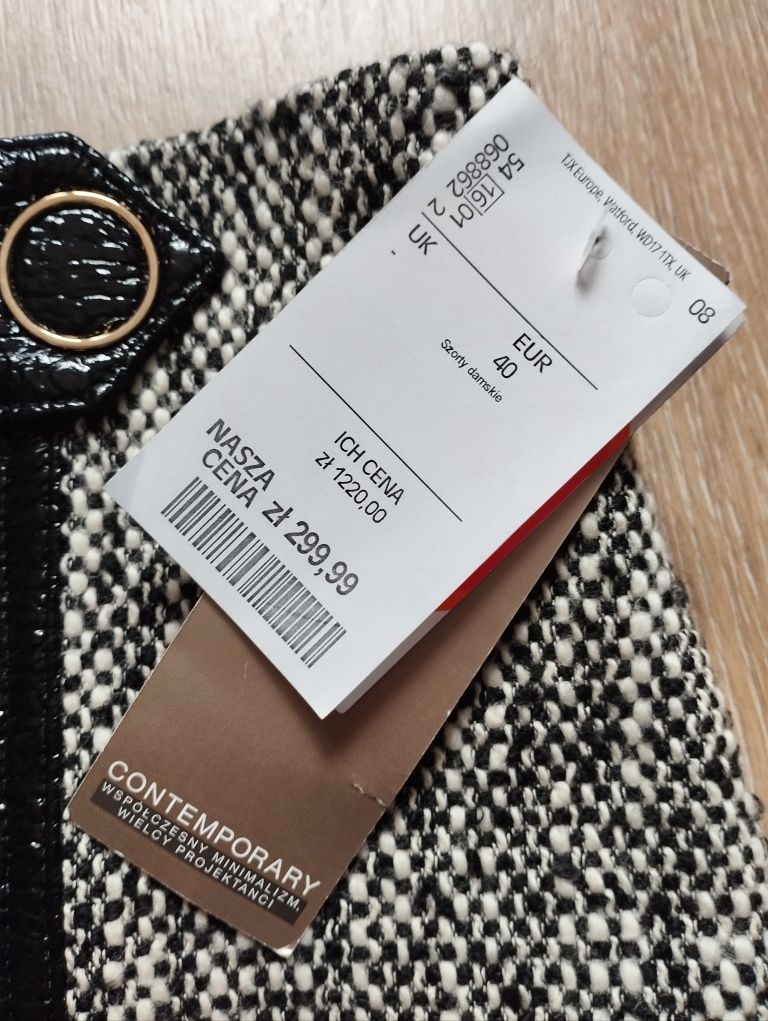 TJX Europe, Watford, WD17 1TX, UK
08
54 16 01
068862 2
UK
EUR
40
Szorty damskie
ICH CENA
zł 1220,00
NASZA
CENA zł 299,99
CONTEMPORARY
WSPÓŁCZESNY MINIMALIZM,
WIELCY PROJEKTANCI